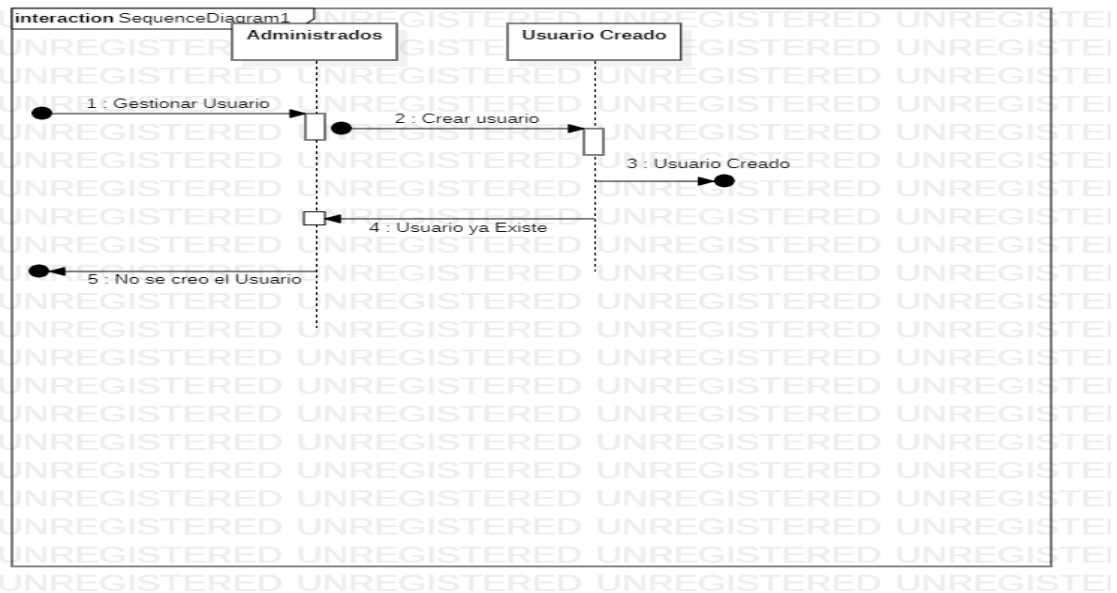 interaction SequenceDiagram1
Administrados
Usuario Creado
1 : Gestionar Usuario
2 : Crear usuario
3 : Usuario Creado
4 : Usuario ya Existe
5 : No se creo el Usuario
UNREGISTERED